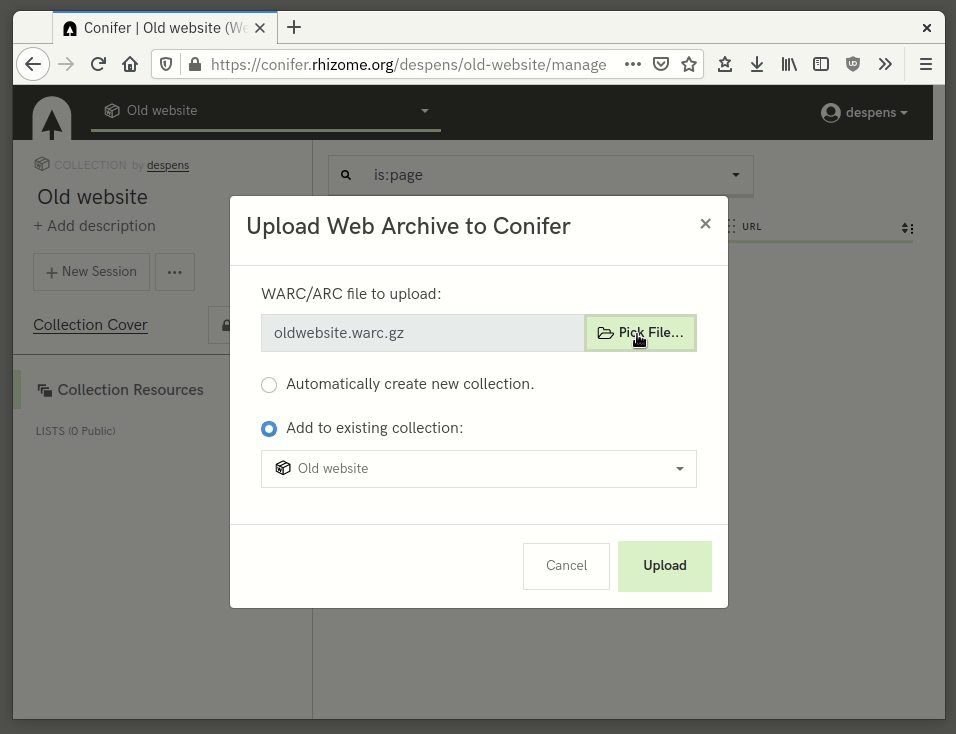 Conifer | Old website (We
https://conifer.rhizome.org/despens/old-website/manage
Old website
despens
COLLECTION by despens
Old website
+ Add description
+ New Session
Collection Cover
Collection Resources
LISTS (0 Public)
is:page
URL
Upload Web Archive to Conifer
WARC/ARC file to upload:
oldwebsite.warc.gz
Pick File...
Automatically create new collection.
Add to existing collection:
Old website
Cancel
Upload